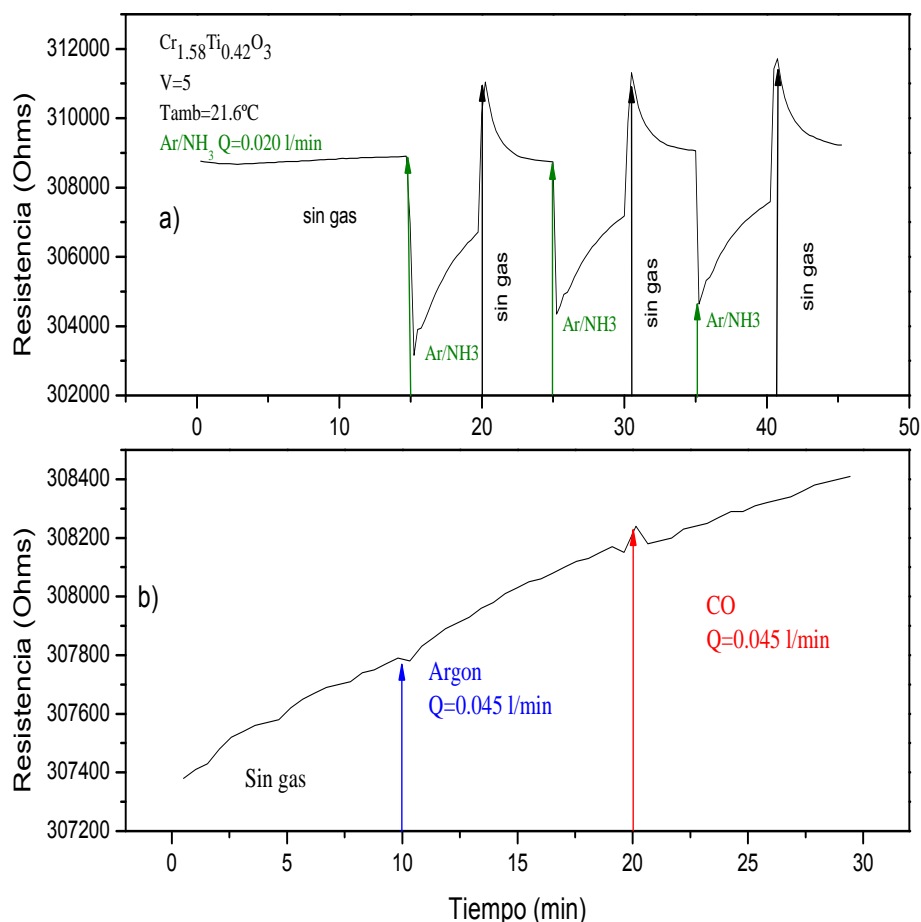 a)
Cr1.58Ti0.42O3
V=5
Tamb=21.6ºC
Ar/NH3 Q=0.020 l/min
Resistencia (Ohms)
312000
310000
308000
306000
304000
302000
a)
sin gas
sin gas
sin gas
sin gas
Ar/NH3
Ar/NH3
Ar/NH3
0
10
20
30
40
50
b)
Resistencia (Ohms)
308400
308200
308000
307800
307600
307400
307200
b)
Sin gas
Argon
Q=0.045 l/min
CO
Q=0.045 l/min
0
5
10
15
20
25
30
Tiempo (min)